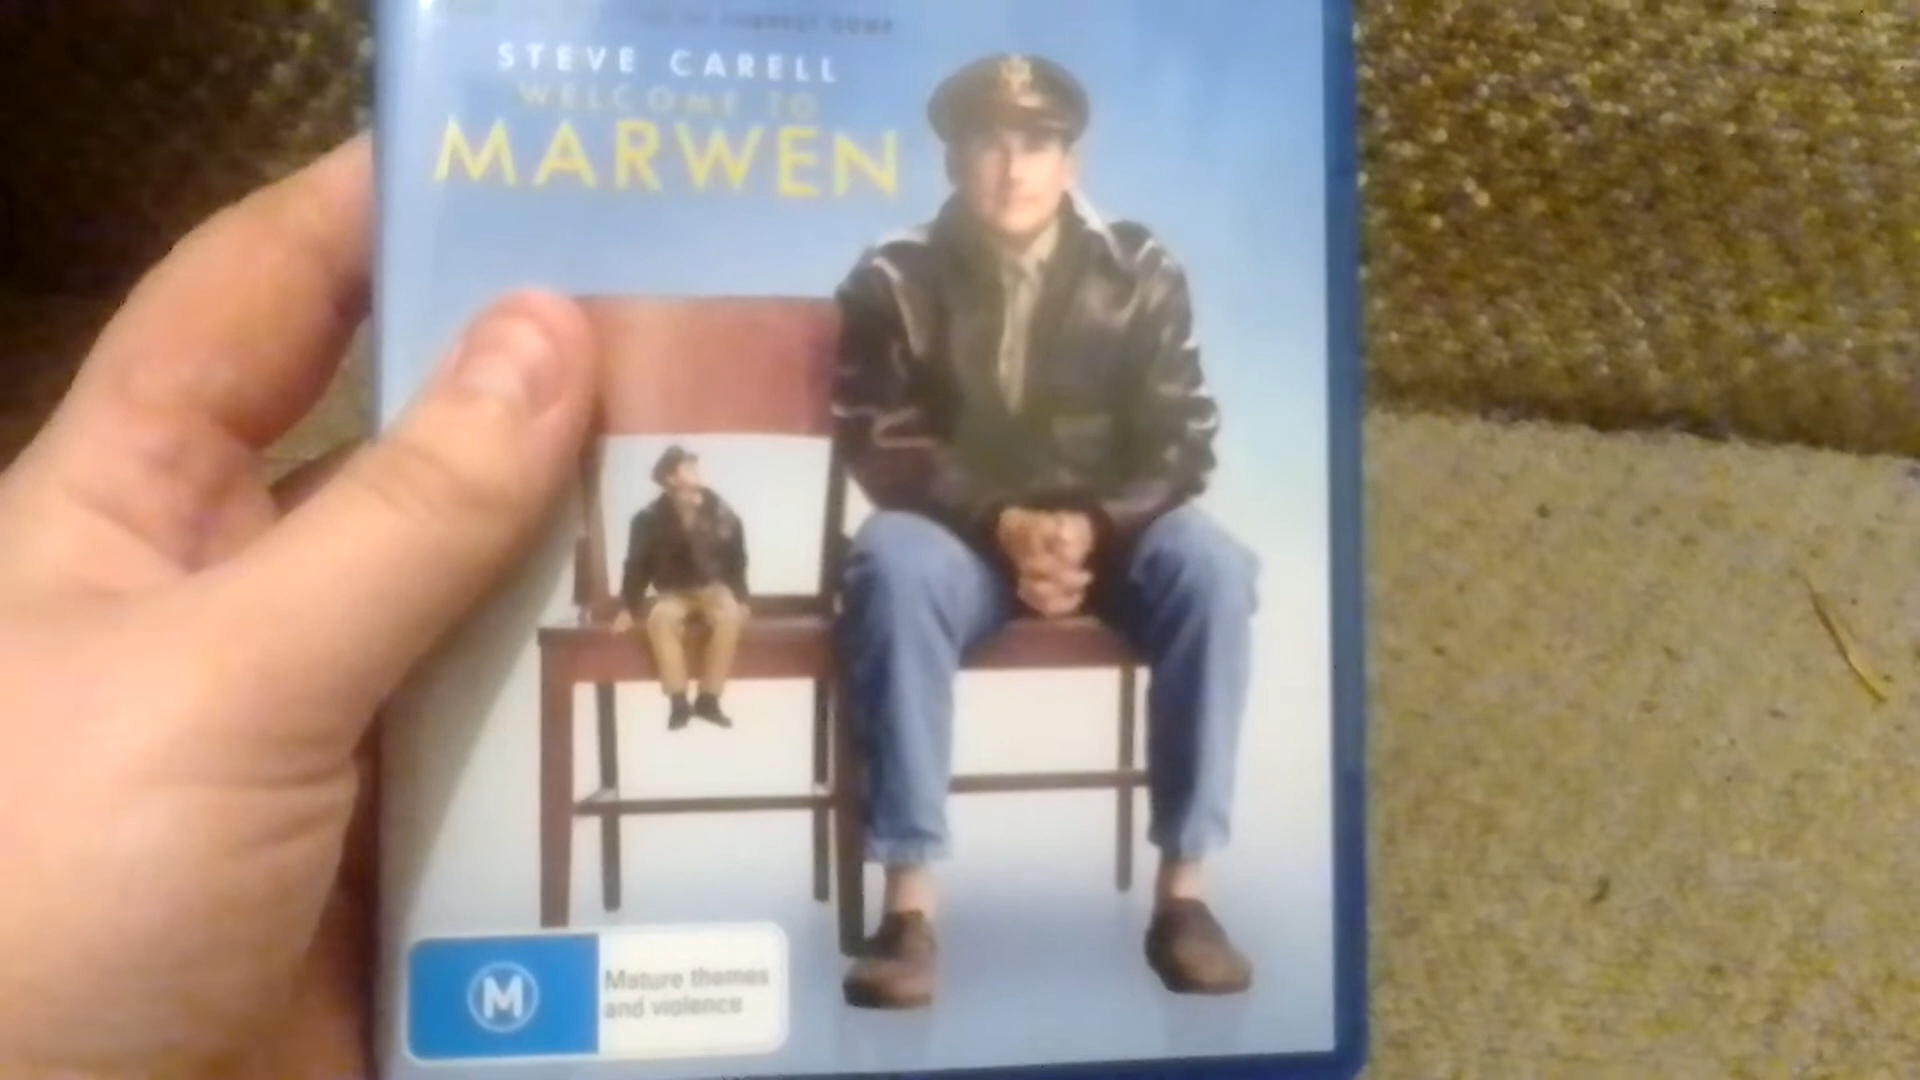 STEVE CARELL
WELCOME TO
MARWEN
M
Mature themes
and violence